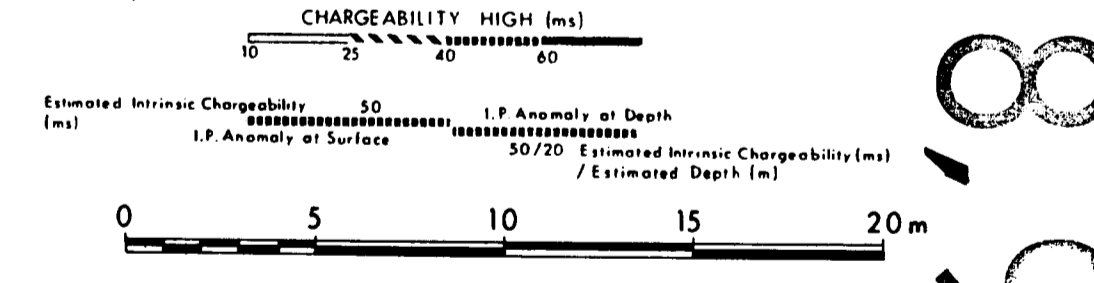 CHARGEABILITY HIGH (ms)
10 25 40 60
Estimated Intrinsic Chargeability 50
(ms)
I.P. Anomaly at Surface
I.P. Anomaly at Depth
50/20 Estimated Intrinsic Chargeability (ms)
/ Estimated Depth (m)
0 5 10 15 20 m